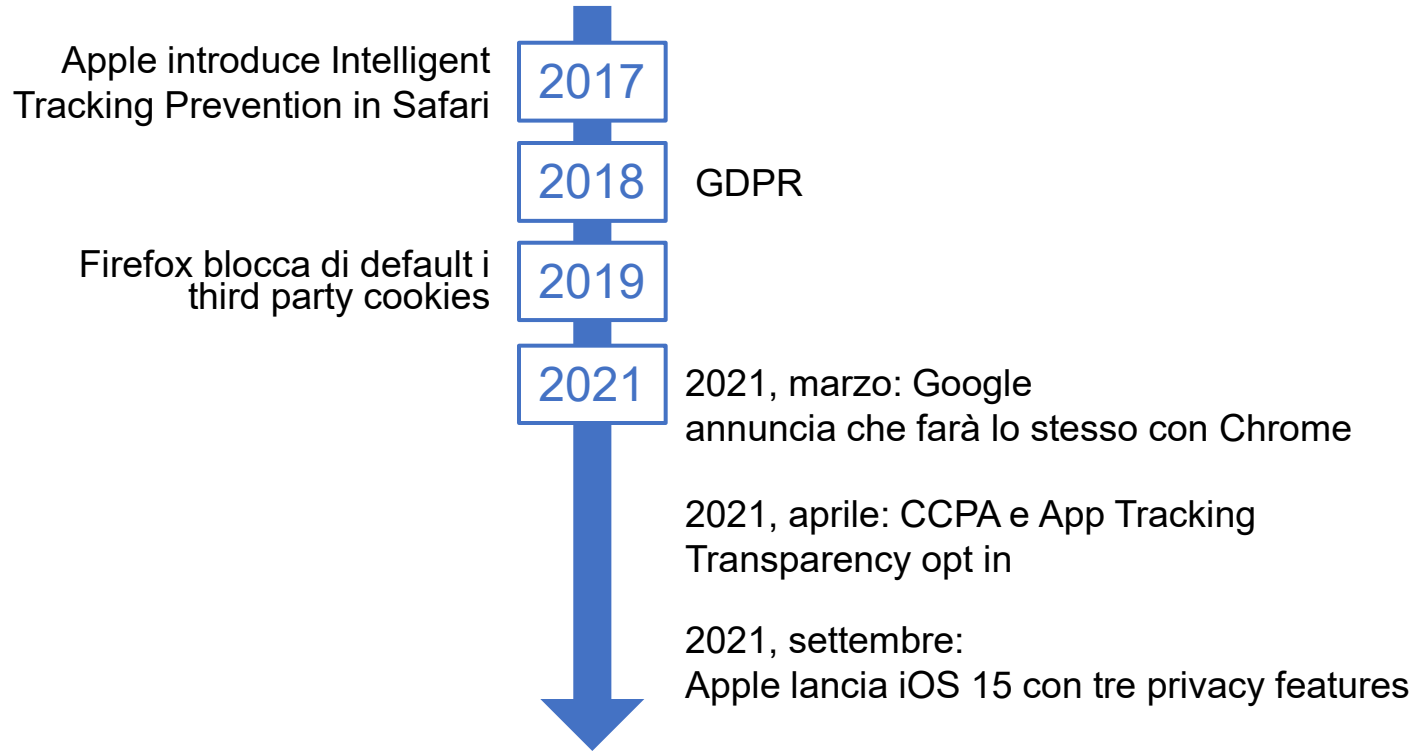 Apple introduce Intelligent
Tracking Prevention in Safari
2017
2018
GDPR
Firefox blocca di default i
third party cookies
2019
2021
2021, marzo: Google
annuncia che farà lo stesso con Chrome
2021, aprile: CCPA e App Tracking
Transparency opt in
2021, settembre:
Apple lancia iOS 15 con tre privacy features